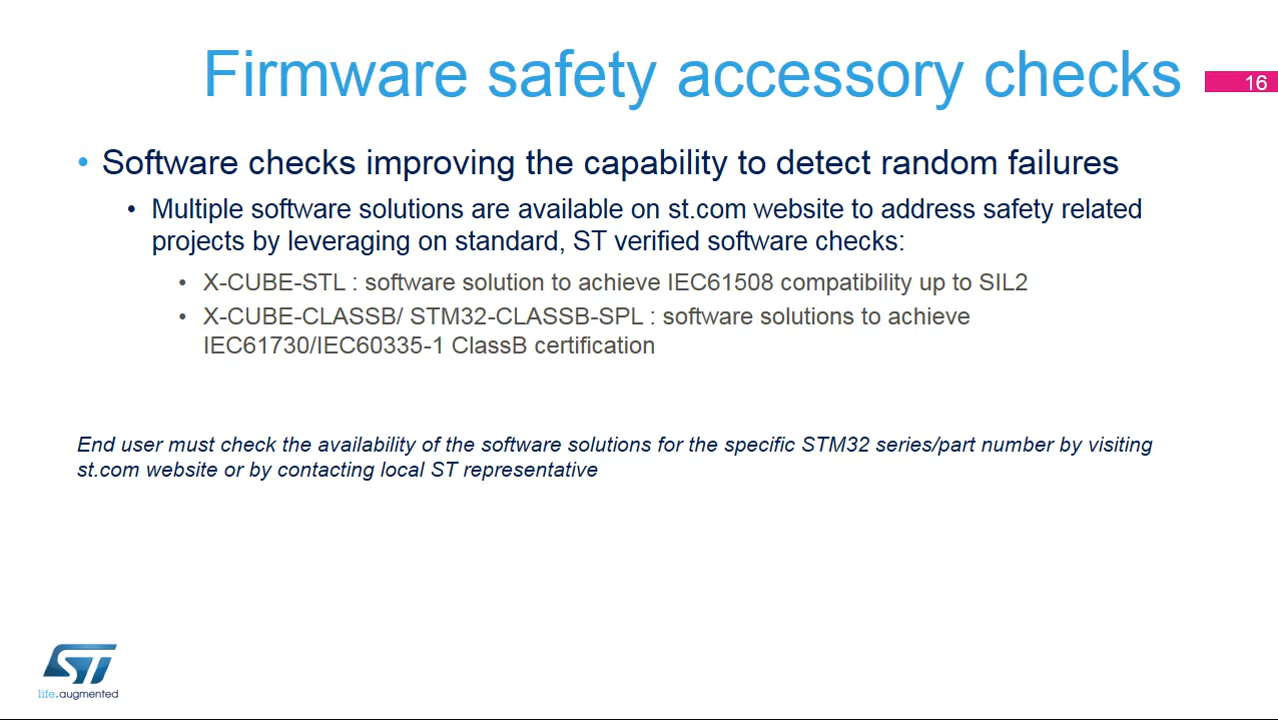 Firmware safety accessory checks
16
• Software checks improving the capability to detect random failures
• Multiple software solutions are available on st.com website to address safety related
projects by leveraging on standard, ST verified software checks:
• X-CUBE-STL : software solution to achieve IEC61508 compatibility up to SIL2
• X-CUBE-CLASSB/ STM32-CLASSB-SPL : software solutions to achieve
IEC61730/IEC60335-1 ClassB certification
End user must check the availability of the software solutions for the specific STM32 series/part number by visiting
st.com website or by contacting local ST representative
ST
life.augmented